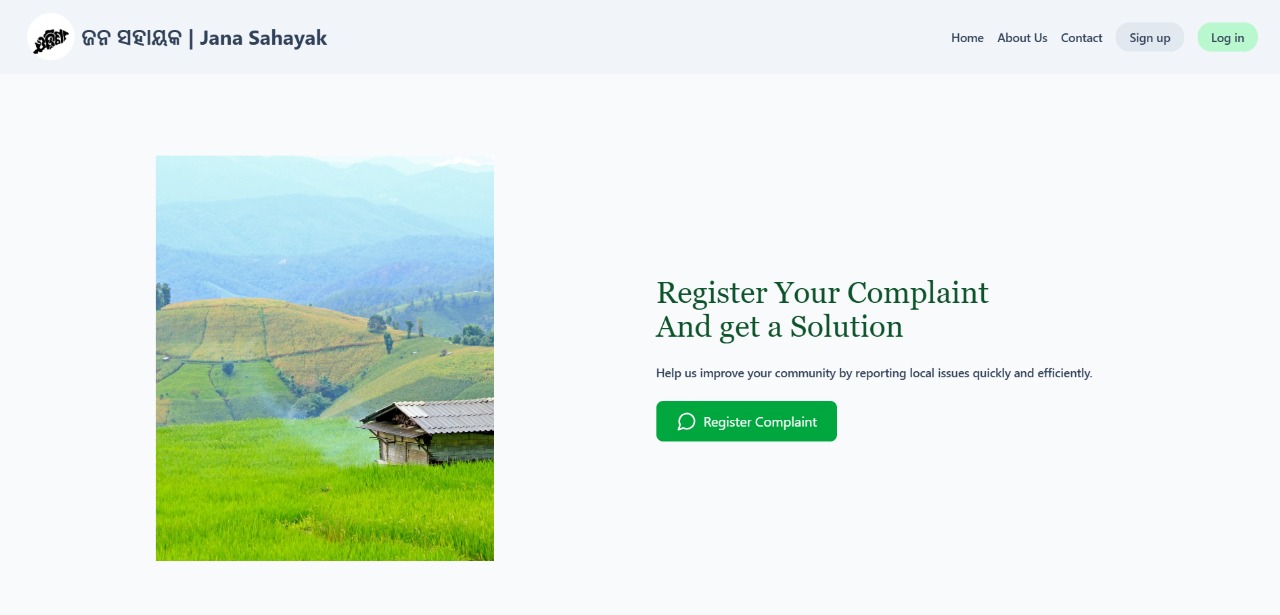 ଜନ ସହାୟକ | Jana Sahayak
Home About Us Contact Sign up Log in
Register Your Complaint
And get a Solution
Help us improve your community by reporting local issues quickly and efficiently.
Register Complaint